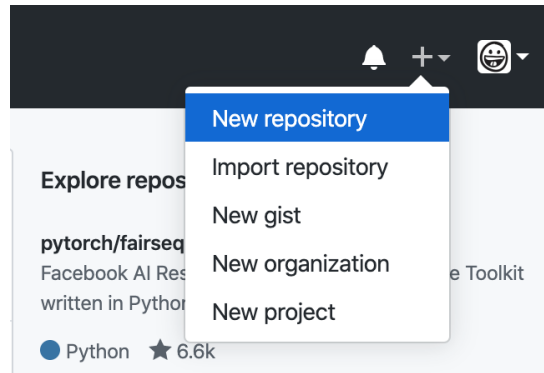 New repository
Import repository
New gist
New organization
New project
Explore repos
pytorch/fairseq
Facebook AI Res e Toolkit
written in Python
Python 6.6k